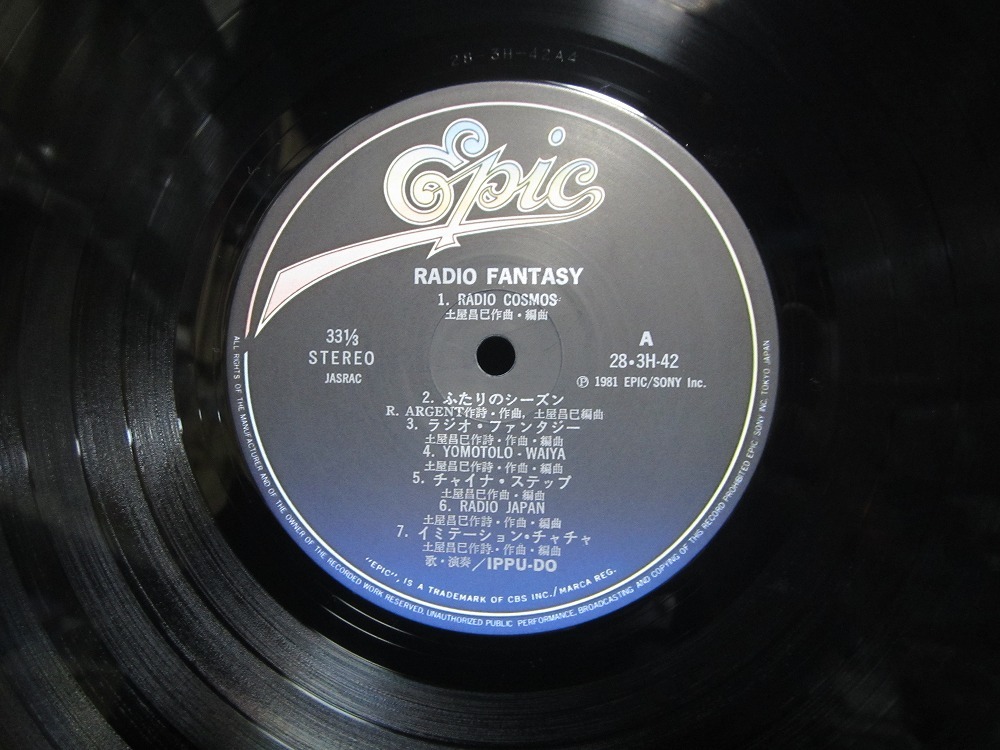 28-3H-42A4
Epic
RADIO FANTASY
1. RADIO COSMOS
土屋昌巳作曲・編曲
33⅓
STEREO
JASRAC
A
28・3H-42
Ⓟ 1981 EPIC/SONY Inc.
2. ふたりのシーズン
R. ARGENT作詩・作曲, 土屋昌巳編曲
3. ラジオ・ファンタジー
土屋昌巳作詩・作曲・編曲
4. YOMOTOLO-WAIYA
土屋昌巳作詩・作曲・編曲
5. チャイナ・ステップ
土屋昌巳作曲・編曲
6. RADIO JAPAN
土屋昌巳作詩・作曲・編曲
7. イミテーション・チャチャ
土屋昌巳作詩・作曲・編曲
歌・演奏/IPPU-DO
"EPIC", IS A TRADEMARK OF CBS INC./MARCA REG.
ALL RIGHTS OF THE MANUFACTURER AND OF THE OWNER OF THE RECORDED WORK RESERVED, UNAUTHORIZED PUBLIC PERFORMANCE, BROADCASTING AND COPYING OF THIS RECORD PROHIBITED EPIC·SONY INC. TOKYO JAPAN